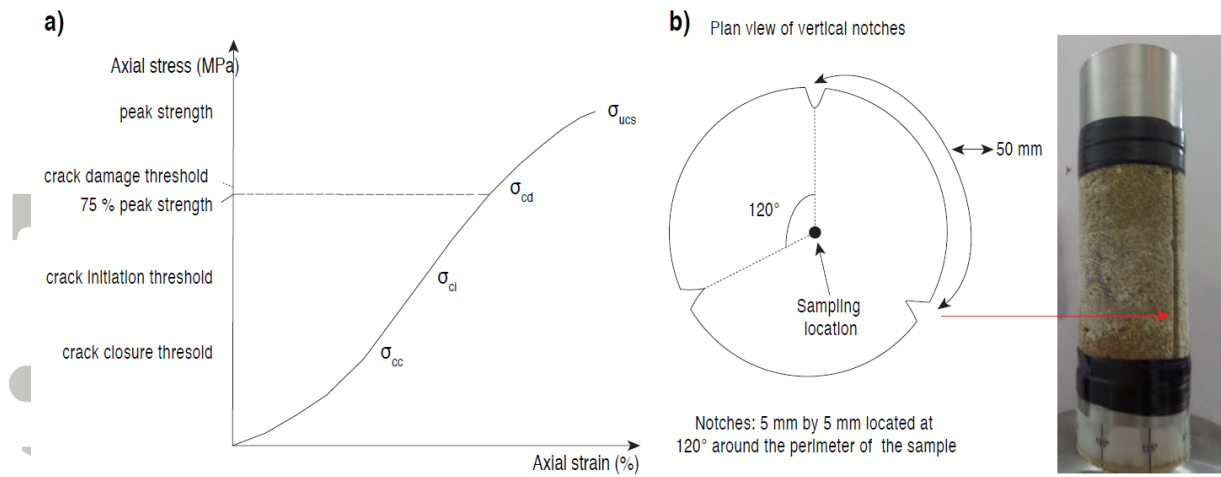 a)
Axial stress (MPa)
peak strength
σucs
crack damage threshold
σcd
75 % peak strength
crack initiation threshold
σci
crack closure thresold
σcc
Axial strain (%)
b)
Plan view of vertical notches
50 mm
120°
Sampling
location
Notches: 5 mm by 5 mm located at
120° around the perimeter of the sample